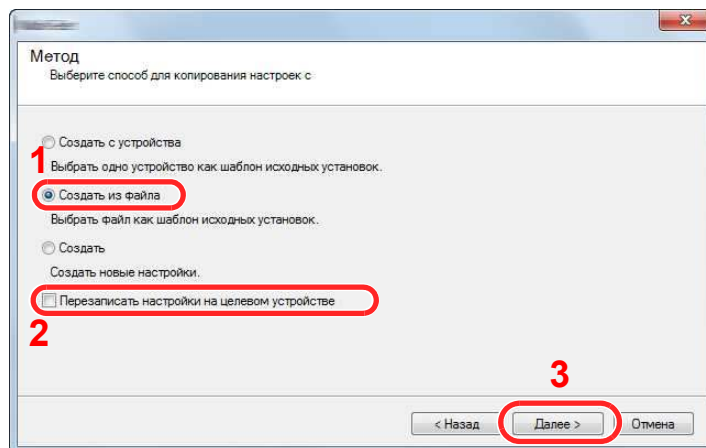 Метод
Выберите способ для копирования настроек с
Создать с устройства
1
Выбрать одно устройство как шаблон исходных установок.
Создать из файла
Выбрать файл как шаблон исходных установок.
Создать
Создать новые настройки.
Перезаписать настройки на целевом устройстве
2
3
< Назад Далее > Отмена